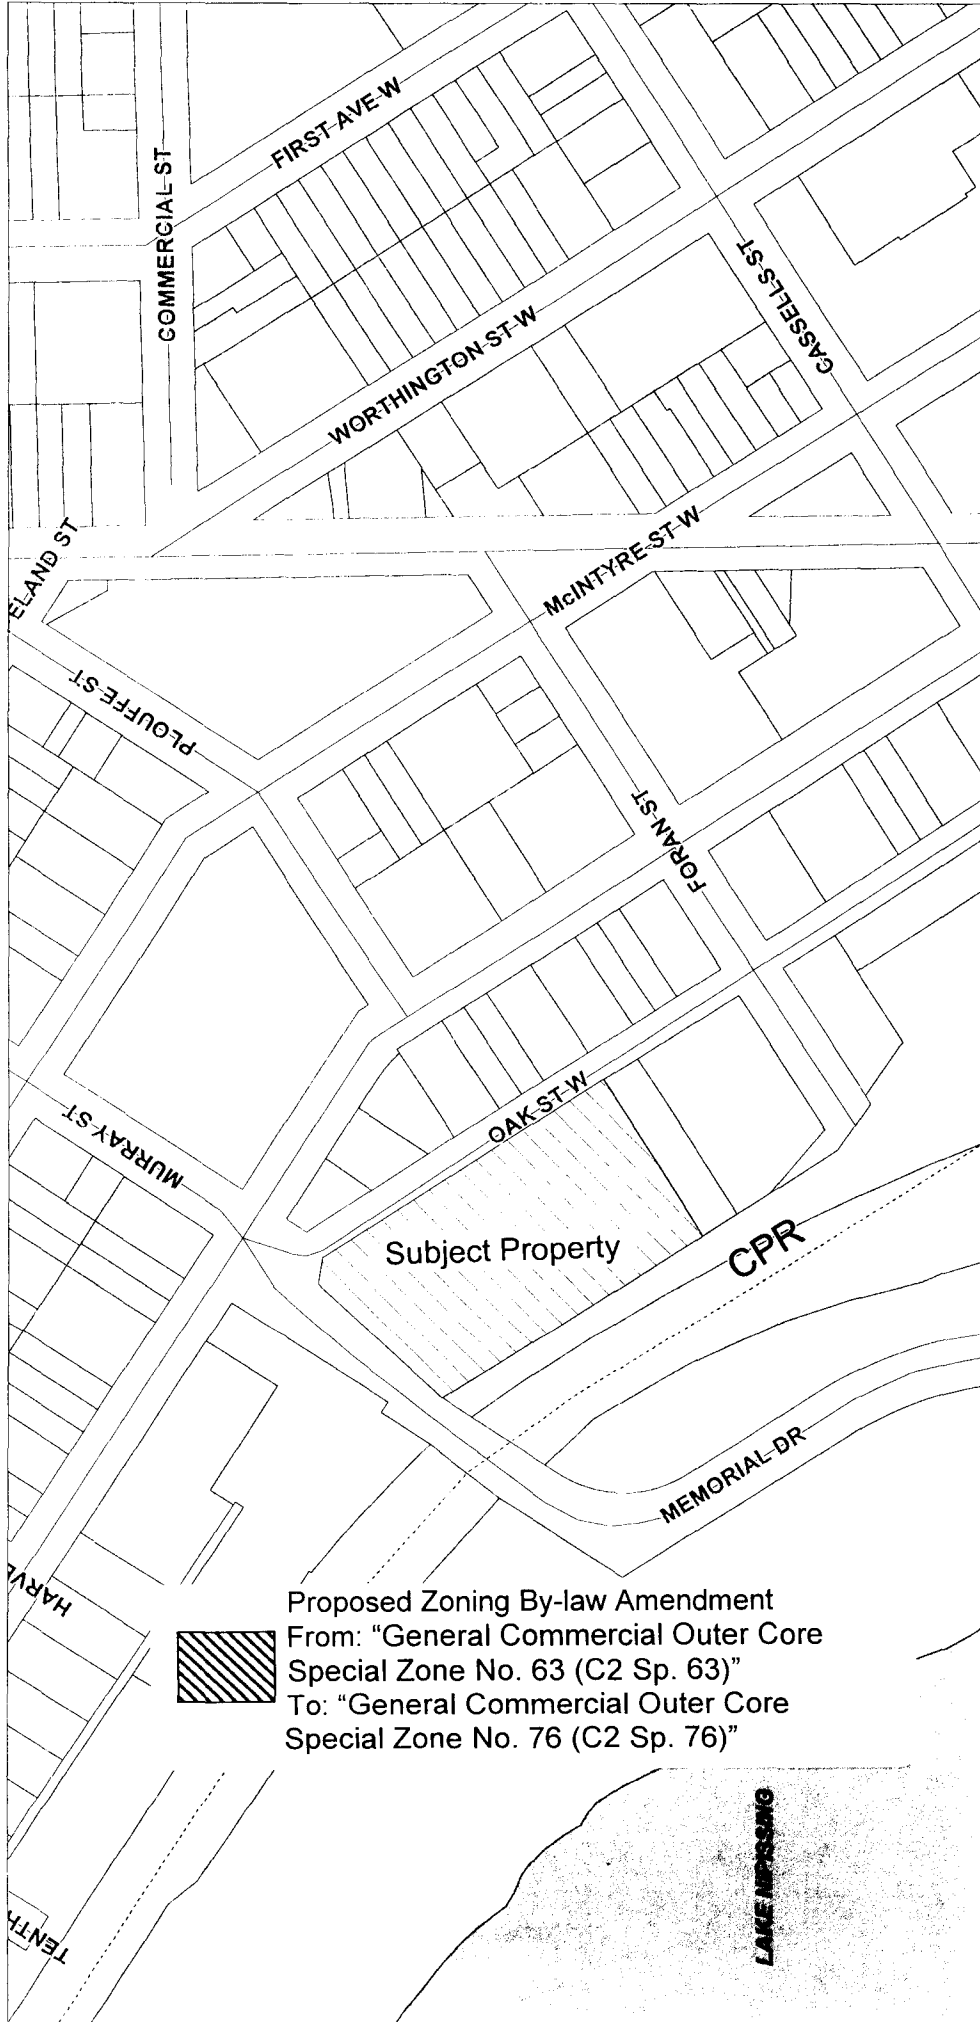 FIRST AVE W
COMMERCIAL ST
CASSELLS ST
WORTHINGTON ST W
McINTYRE ST W
ELAND ST
PLOUFFE ST
FORAN ST
OAK ST W
MURRAY ST
Subject Property
CPR
MEMORIAL DR
HARVE
Proposed Zoning By-law Amendment
From: “General Commercial Outer Core
Special Zone No. 63 (C2 Sp. 63)”
To: “General Commercial Outer Core
Special Zone No. 76 (C2 Sp. 76)”
LAKE NIPISSING
TENTH